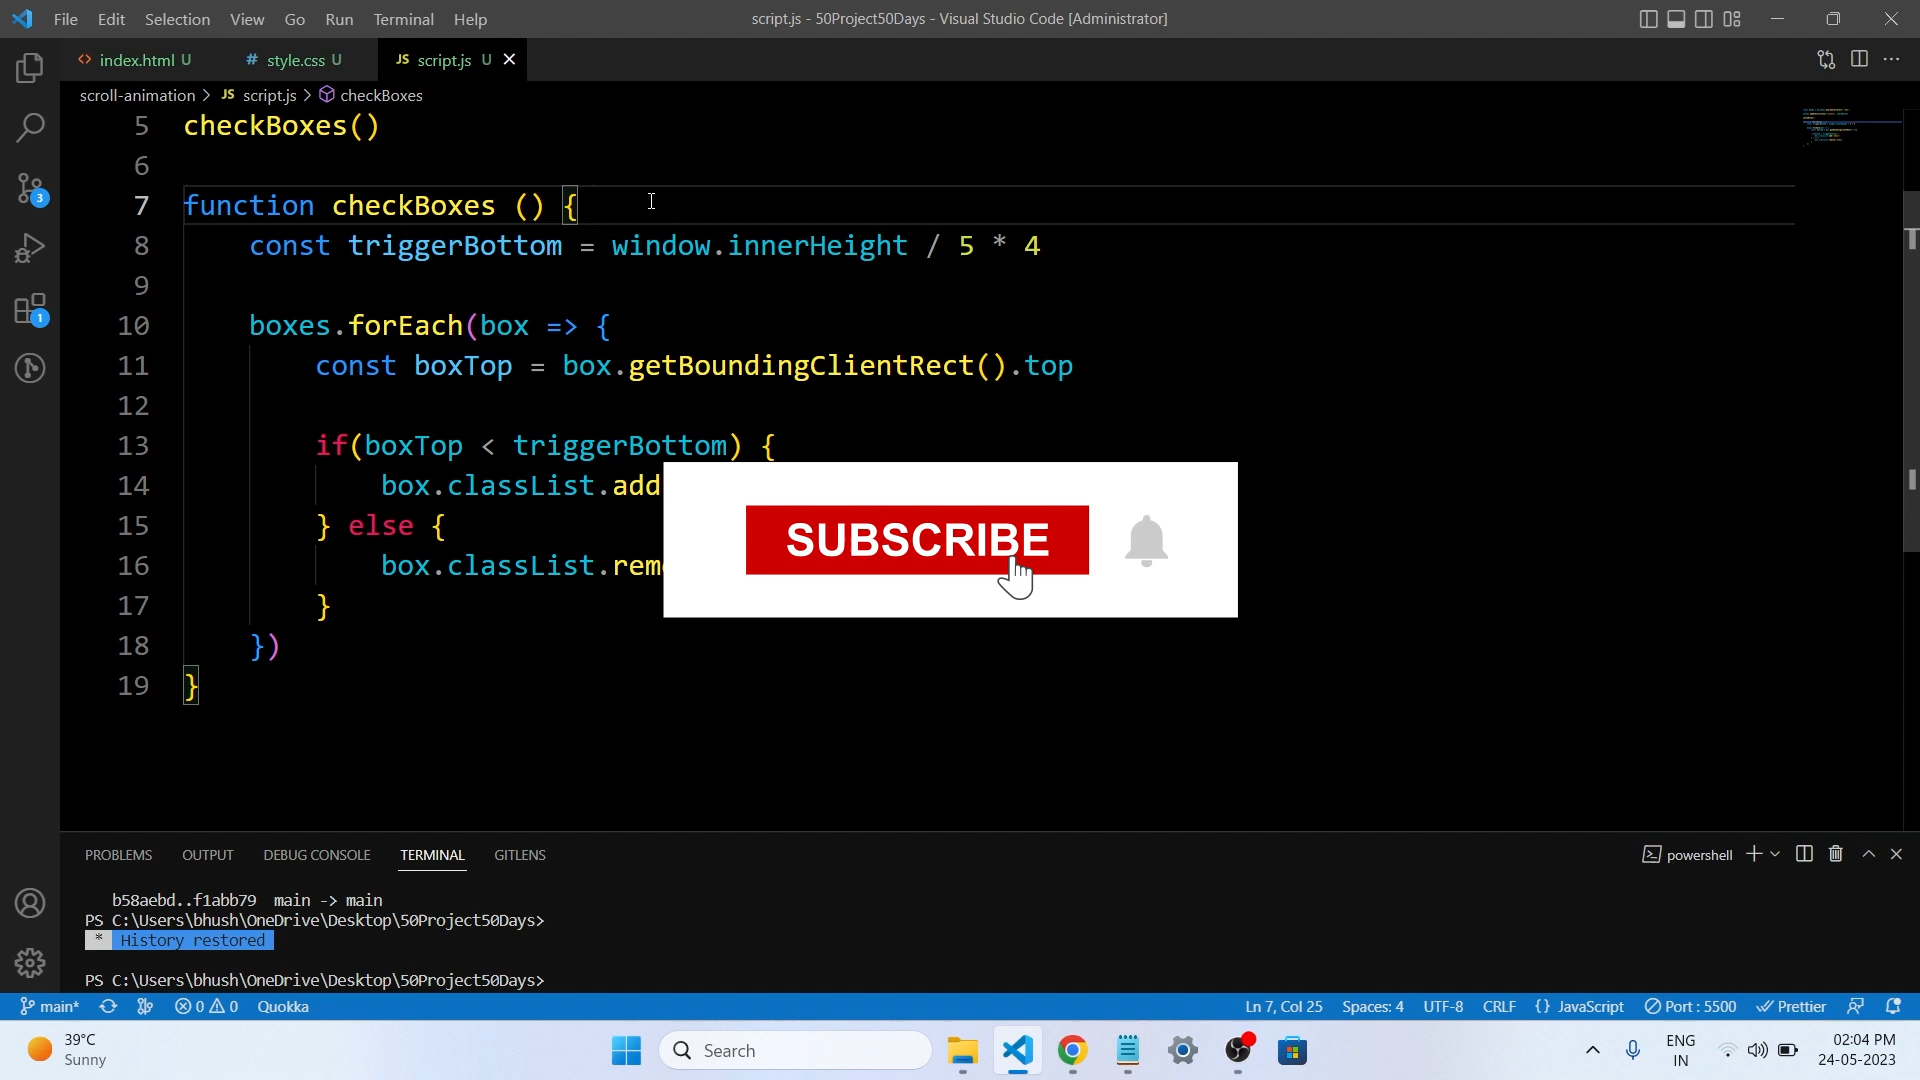 File Edit Selection View Go Run Terminal Help
script.js - 50Project50Days - Visual Studio Code [Administrator]
<> index.html U
# style.css U
JS script.js U
scroll-animation > JS script.js > checkBoxes
5 checkBoxes()
6
7 function checkBoxes () {
8 const triggerBottom = window.innerHeight / 5 * 4
9
10 boxes.forEach(box => {
11 const boxTop = box.getBoundingClientRect().top
12
13 if(boxTop < triggerBottom) {
14 box.classList.add
15 } else {
16 box.classList.rem
17 }
18 })
19 }
SUBSCRIBE
3
1
PROBLEMS OUTPUT DEBUG CONSOLE TERMINAL GITLENS
powershell
b58aebd..f1abb79 main -> main
PS C:\Users\bhush\OneDrive\Desktop\50Project50Days>
* History restored
PS C:\Users\bhush\OneDrive\Desktop\50Project50Days>
main* 0 0 Quokka
Ln 7, Col 25 Spaces: 4 UTF-8 CRLF {} JavaScript Port : 5500 Prettier
39°C
Sunny
Search
ENG
IN
02:04 PM
24-05-2023